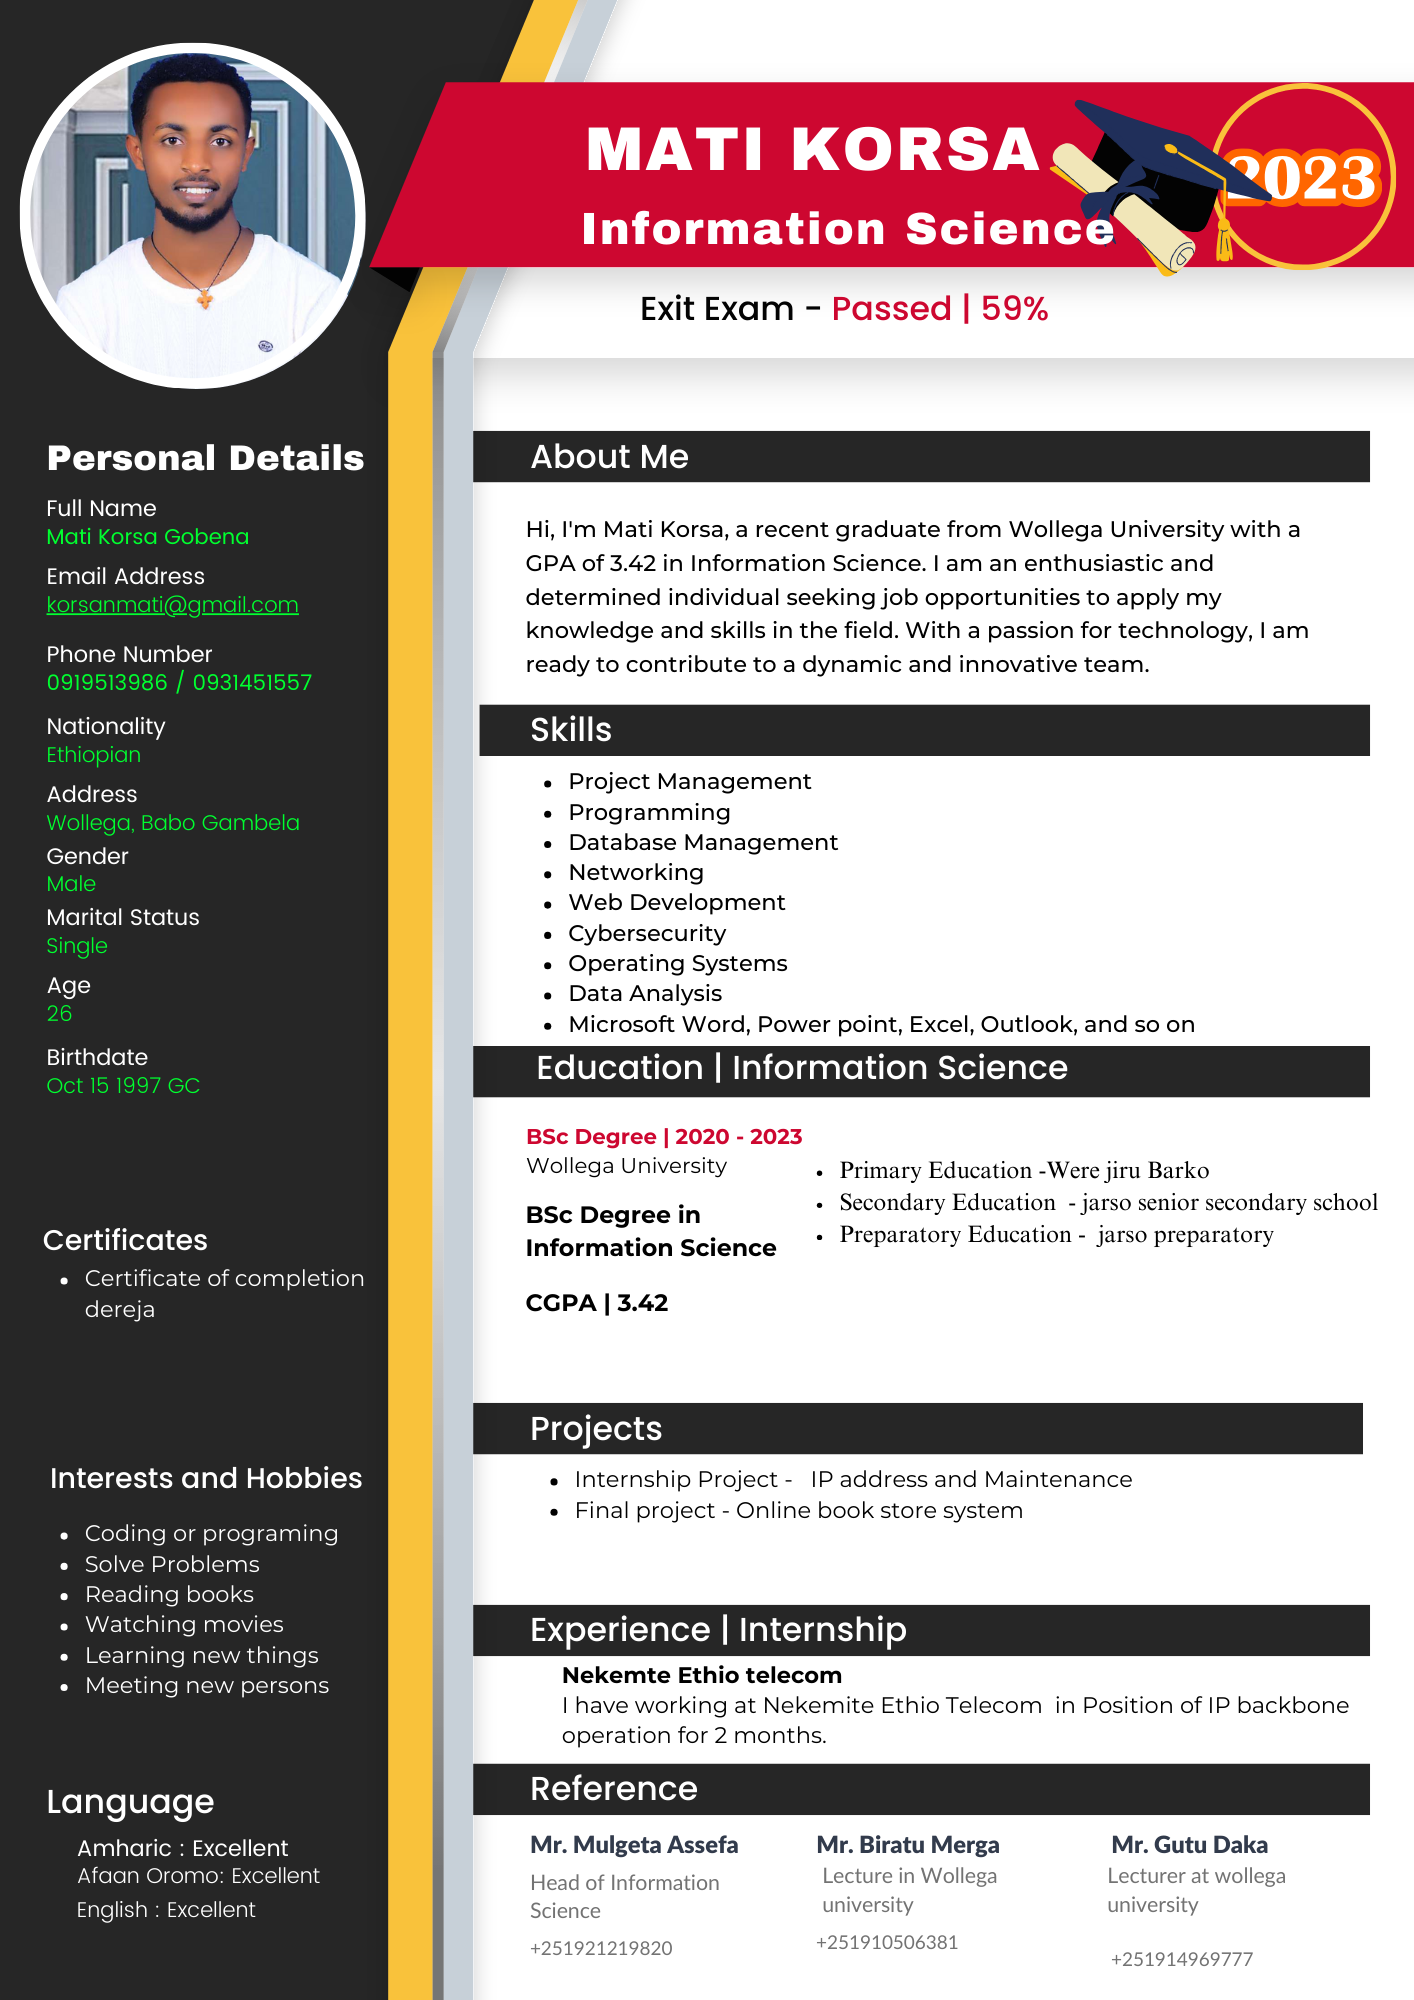 MATI KORSA
Information Science
2023
Exit Exam - Passed | 59%
Personal Details
Full Name
Mati Korsa Gobena
Email Address
korsanmati@gmail.com
Phone Number
0919513986 / 0931451557
Nationality
Ethiopian
Address
Wollega, Babo Gambela
Gender
Male
Marital Status
Single
Age
26
Birthdate
Oct 15 1997 GC
Certificates
• Certificate of completion
dereja
Interests and Hobbies
• Coding or programing
• Solve Problems
• Reading books
• Watching movies
• Learning new things
• Meeting new persons
Language
Amharic : Excellent
Afaan Oromo: Excellent
English : Excellent
About Me
Hi, I'm Mati Korsa, a recent graduate from Wollega University with a
GPA of 3.42 in Information Science. I am an enthusiastic and
determined individual seeking job opportunities to apply my
knowledge and skills in the field. With a passion for technology, I am
ready to contribute to a dynamic and innovative team.
Skills
• Project Management
• Programming
• Database Management
• Networking
• Web Development
• Cybersecurity
• Operating Systems
• Data Analysis
• Microsoft Word, Power point, Excel, Outlook, and so on
Education | Information Science
BSc Degree | 2020 - 2023
Wollega University
BSc Degree in
Information Science
CGPA | 3.42
• Primary Education -Were jiru Barko
• Secondary Education - jarso senior secondary school
• Preparatory Education - jarso preparatory
Projects
• Internship Project - IP address and Maintenance
• Final project - Online book store system
Experience | Internship
Nekemte Ethio telecom
I have working at Nekemite Ethio Telecom in Position of IP backbone
operation for 2 months.
Reference
Mr. Mulgeta Assefa
Head of Information
Science
+251921219820
Mr. Biratu Merga
Lecture in Wollega
university
+251910506381
Mr. Gutu Daka
Lecturer at wollega
university
+251914969777